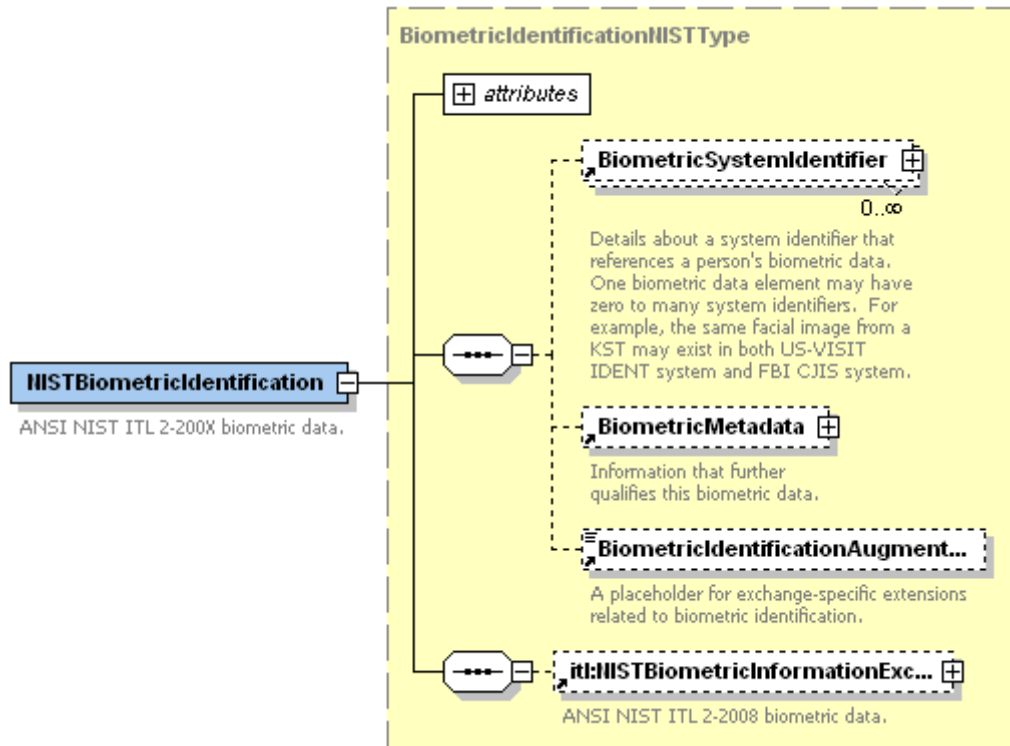 BiometricIdentificationNISTType
attributes
BiometricSystemIdentifier
0..∞
Details about a system identifier that
references a person's biometric data.
One biometric data element may have
zero to many system identifiers. For
example, the same facial image from a
KST may exist in both US-VISIT
IDENT system and FBI CJIS system.
NISTBiometricIdentification
ANSI NIST ITL 2-200X biometric data.
BiometricMetadata
Information that further
qualifies this biometric data.
BiometricIdentificationAugment...
A placeholder for exchange-specific extensions
related to biometric identification.
itl:NISTBiometricInformationExc...
ANSI NIST ITL 2-2008 biometric data.